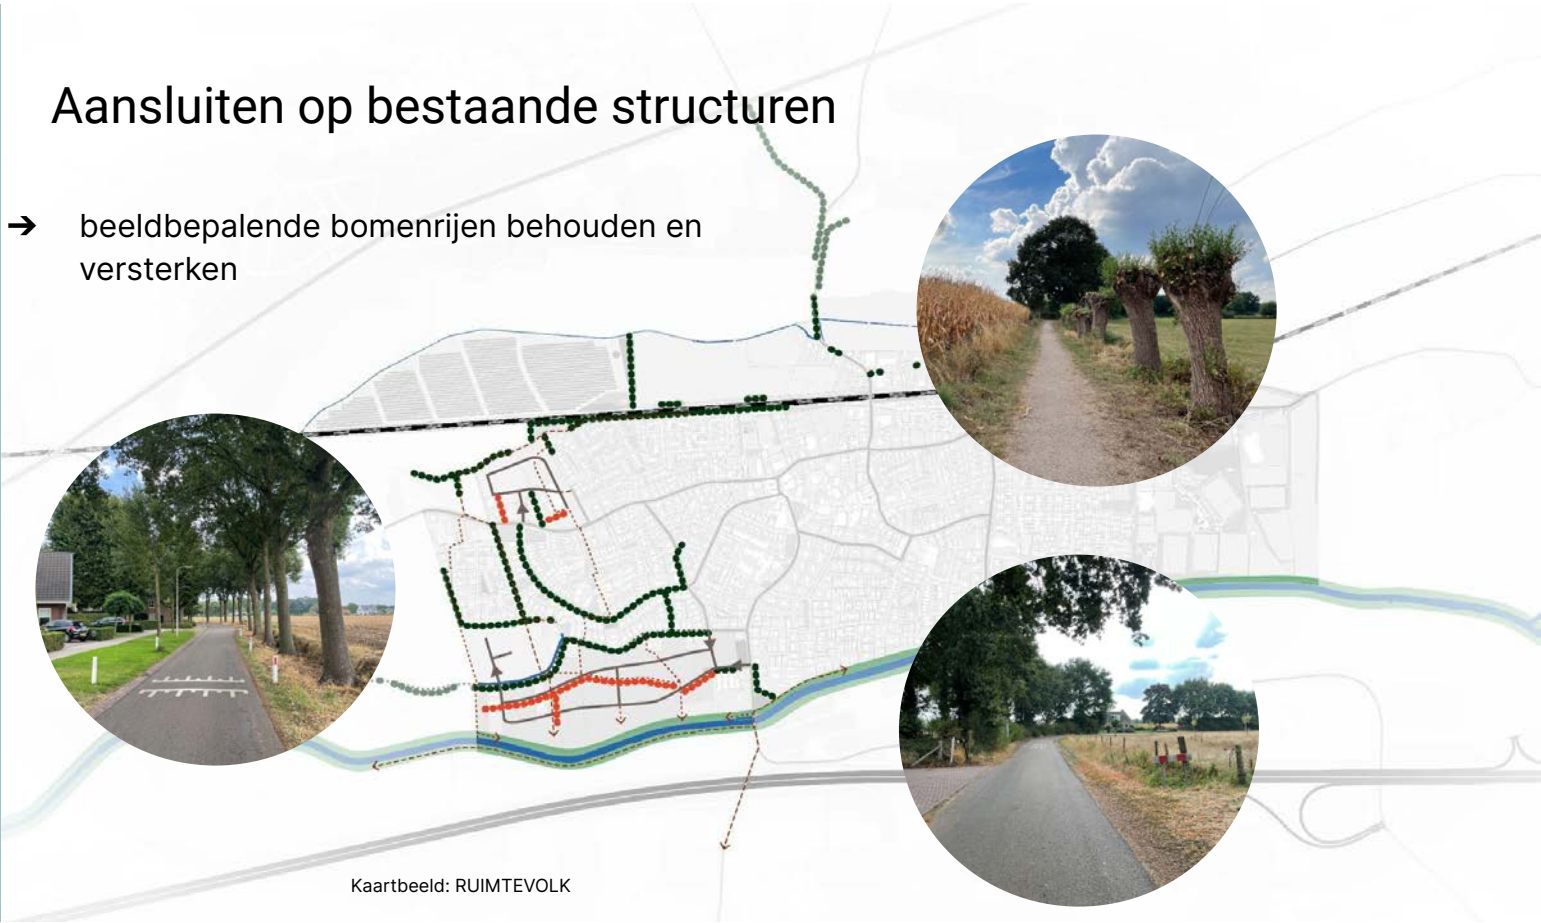 Aansluiten op bestaande structuren
➔ beeldbepalende bomenrijen behouden en
versterken
Kaartbeeld: RUIMTEVOLK